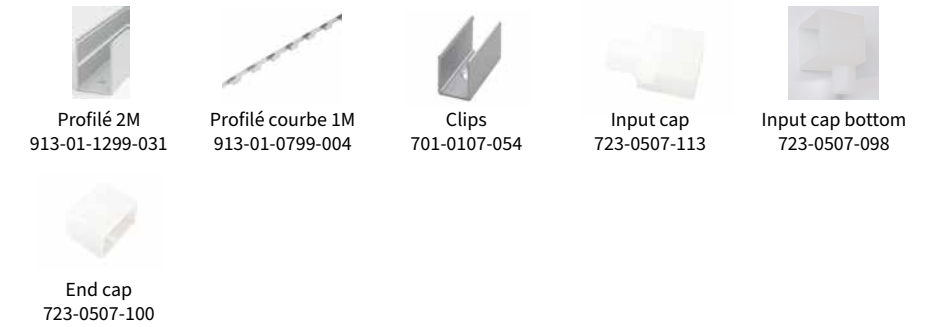 Profilé 2M
913-01-1299-031
Profilé courbe 1M
913-01-0799-004
Clips
701-0107-054
Input cap
723-0507-113
Input cap bottom
723-0507-098
End cap
723-0507-100